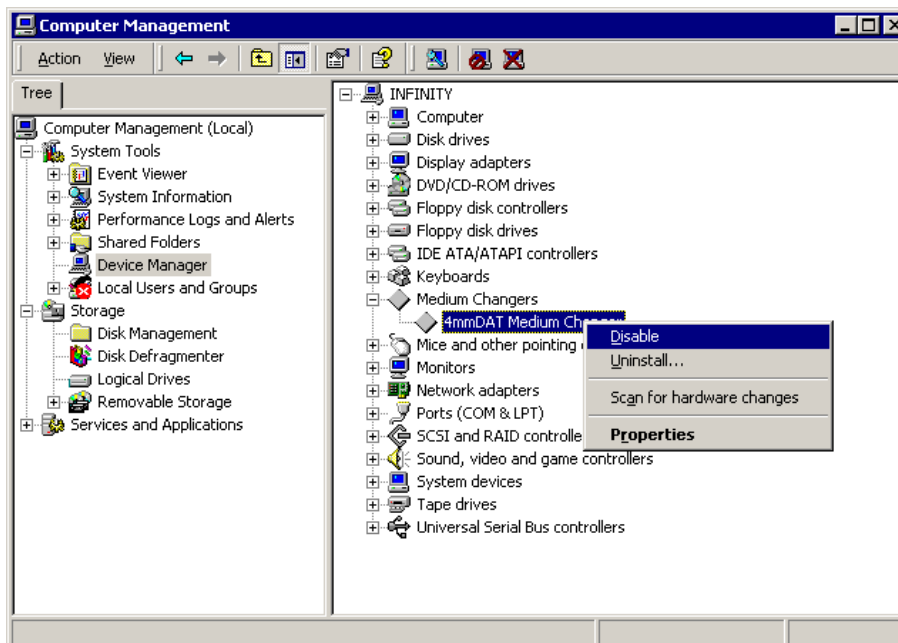 Computer Management
Action View
Tree
Computer Management (Local)
System Tools
Event Viewer
System Information
Performance Logs and Alerts
Shared Folders
Device Manager
Local Users and Groups
Storage
Disk Management
Disk Defragmenter
Logical Drives
Removable Storage
Services and Applications
INFINITY
Computer
Disk drives
Display adapters
DVD/CD-ROM drives
Floppy disk controllers
Floppy disk drives
IDE ATA/ATAPI controllers
Keyboards
Medium Changers
4mmDAT Medium
Mice and other pointing
Monitors
Network adapters
Ports (COM & LPT)
SCSI and RAID controlle
Sound, video and game controllers
System devices
Tape drives
Universal Serial Bus controllers
Disable
Uninstall...
Scan for hardware changes
Properties